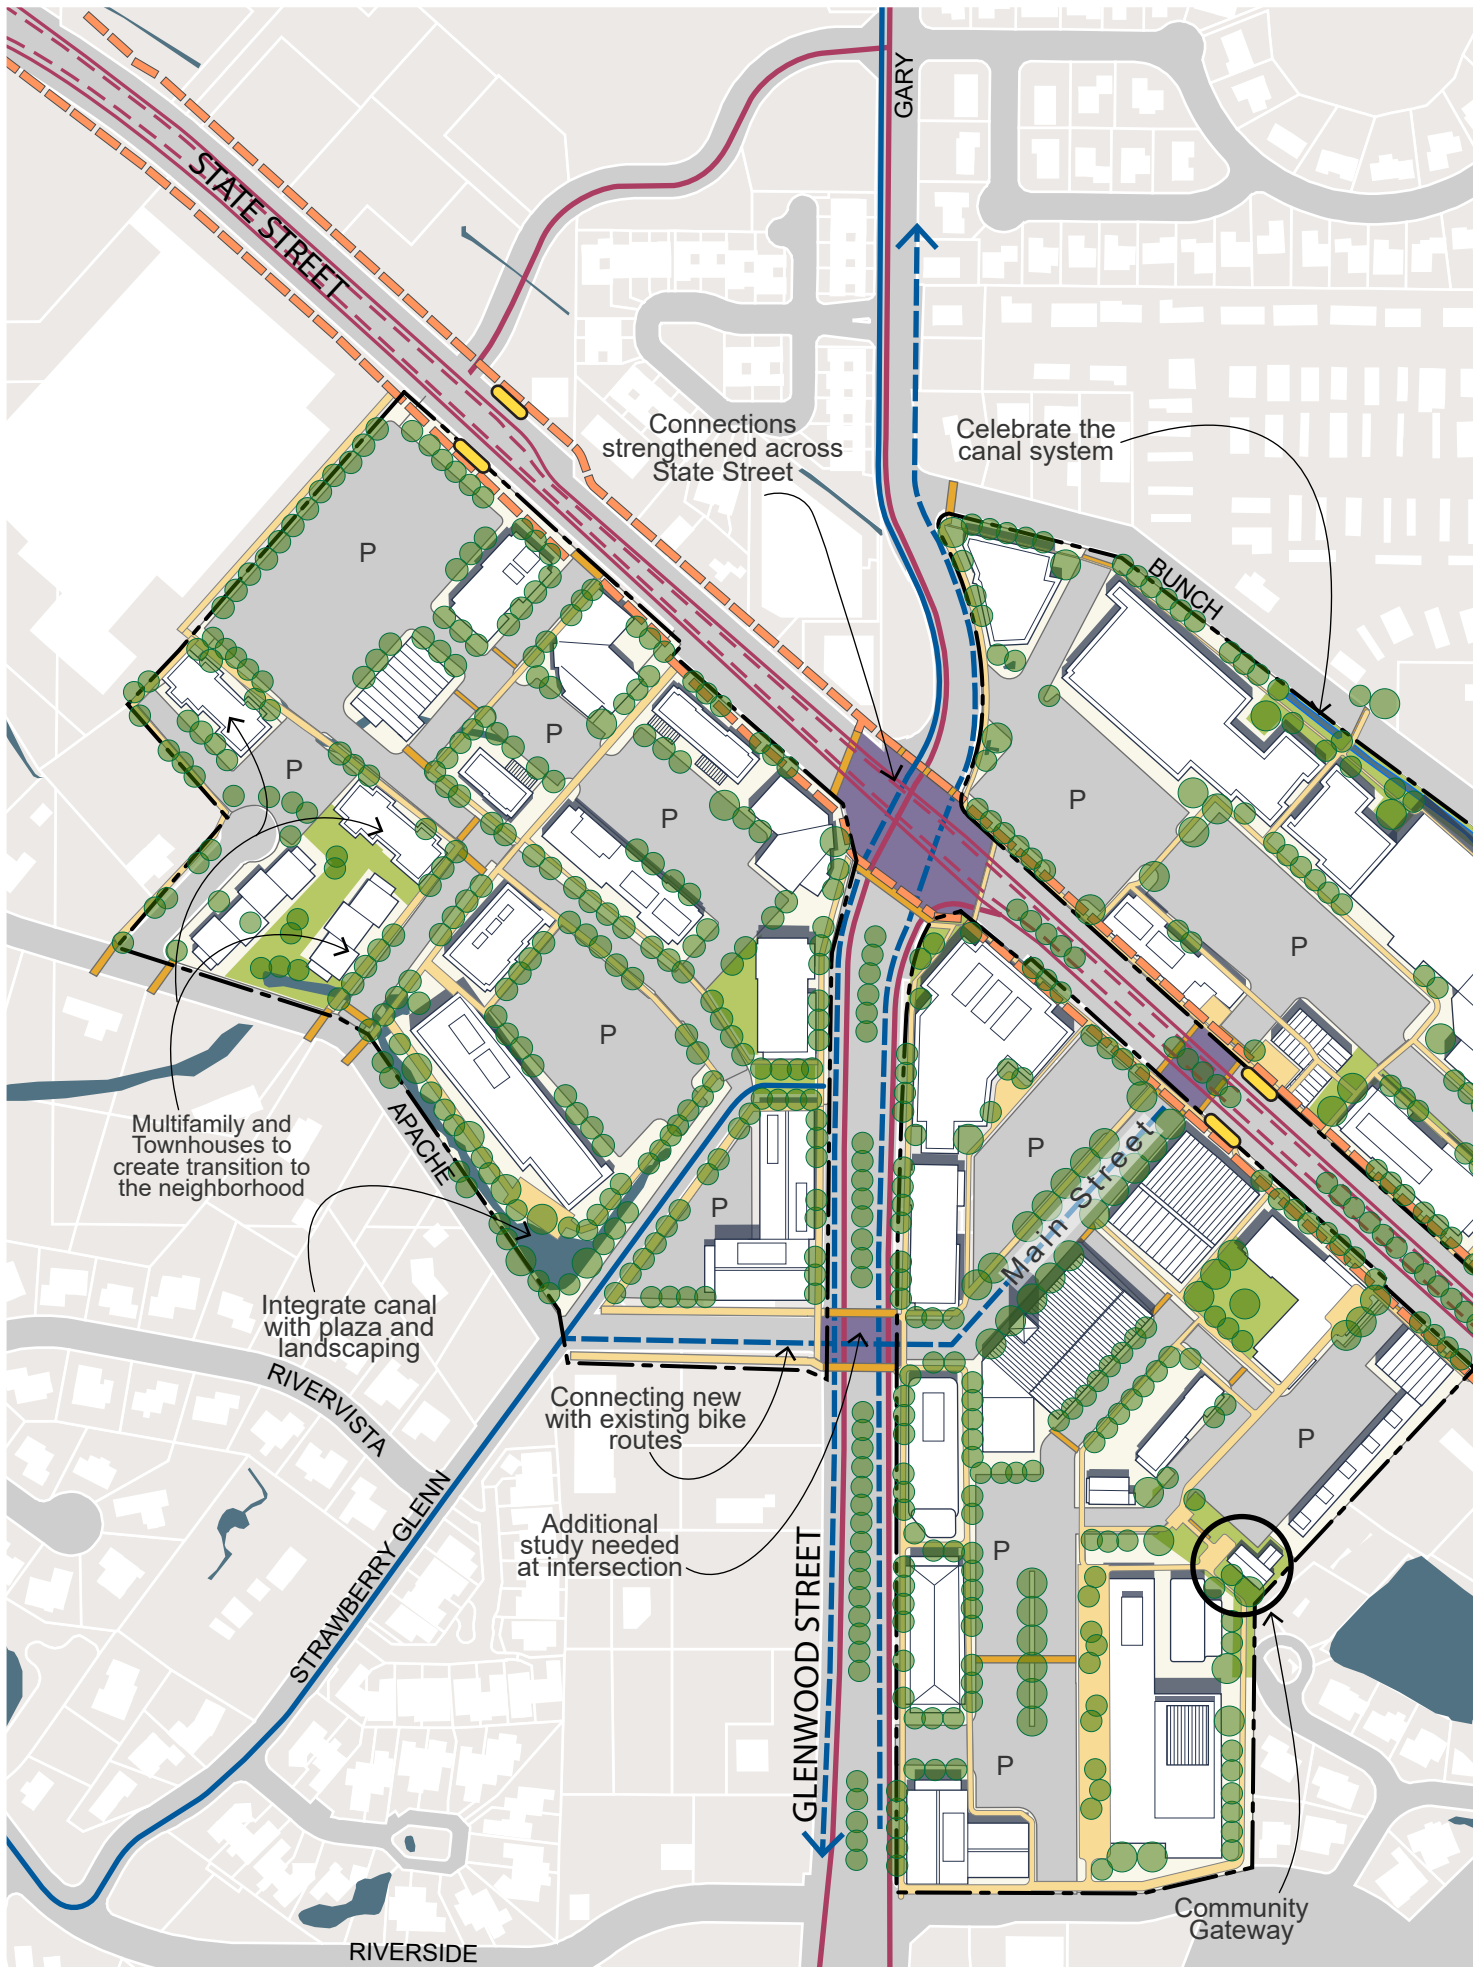 GARY
STATE STREET
Connections
strengthened across
State Street
Celebrate the
canal system
BUNCH
P
P
P
P
P
P
P
P
P
P
P
P
P
Multifamily and
Townhouses to
create transition to
the neighborhood
APACHE
Main Street
Integrate canal
with plaza and
landscaping
RIVERVISTA
Connecting new
with existing bike
routes
STRAWBERRY GLENN
Additional
study needed
at intersection
GLENWOOD STREET
Community
Gateway
RIVERSIDE